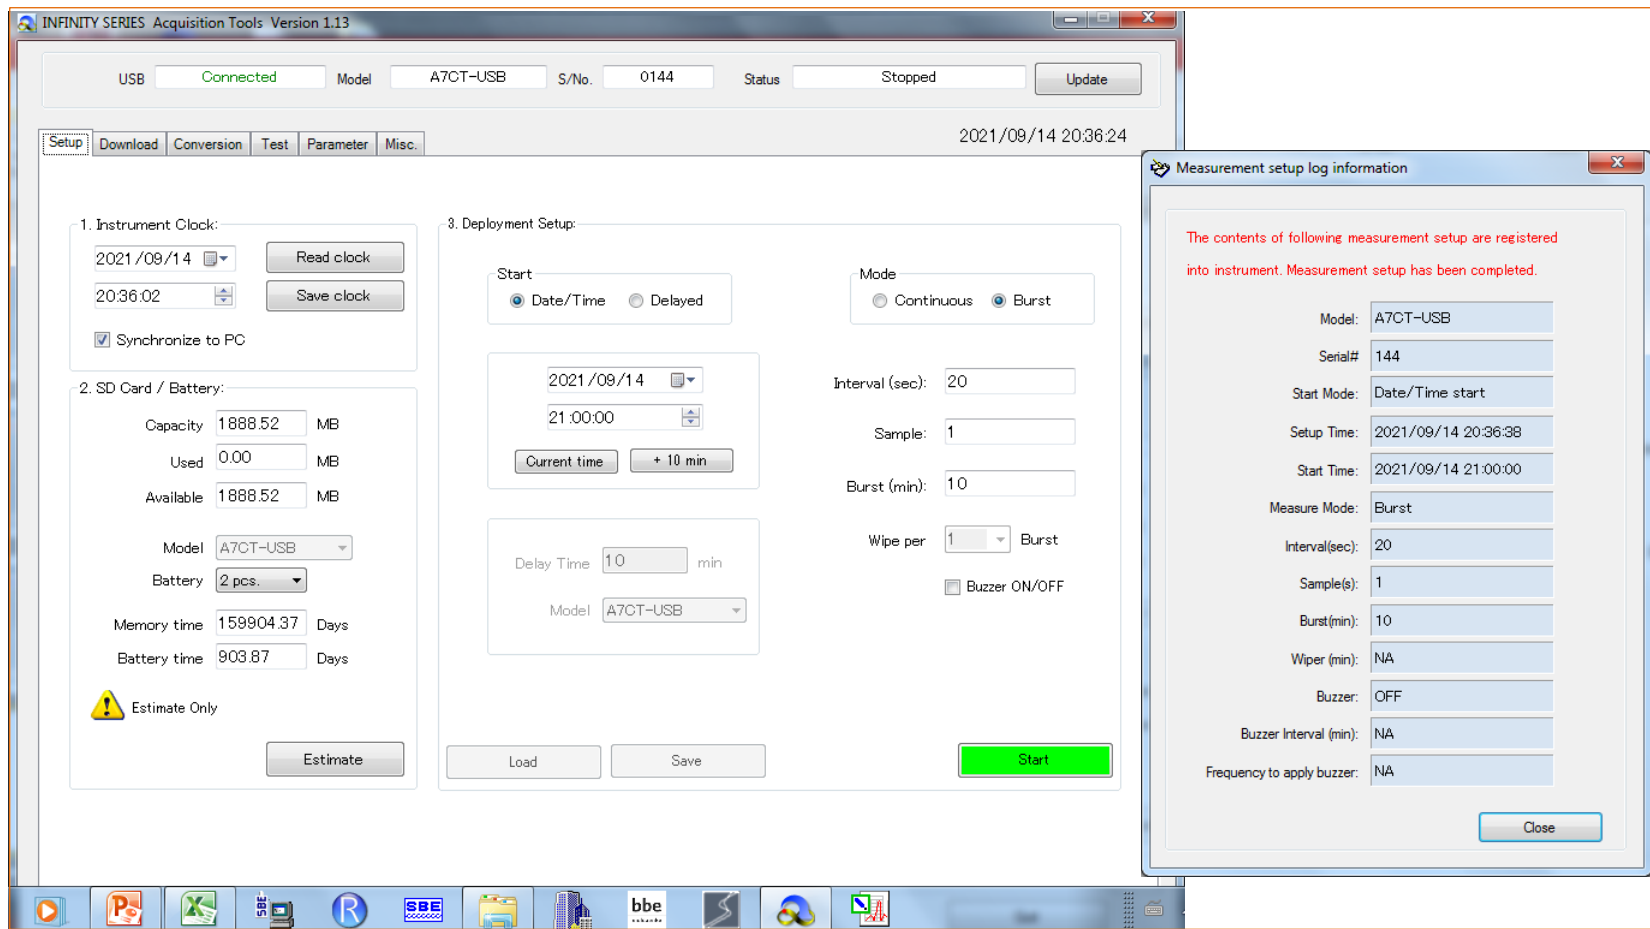 INFINITY SERIES  Acquisition Tools  Version 1.13
USB Connected Model A7CT-USB S/No. 0144 Status Stopped Update
Setup Download Conversion Test Parameter Misc.
2021/09/14 20:36:24
1. Instrument Clock:
2021/09/14 Read clock
20:36:02 Save clock
Synchronize to PC
2. SD Card / Battery:
Capacity 1888.52 MB
Used 0.00 MB
Available 1888.52 MB
Model A7CT-USB
Battery 2 pcs.
Memory time 159904.37 Days
Battery time 903.87 Days
Estimate Only
Estimate
3. Deployment Setup:
Start
Date/Time Delayed
2021/09/14
21:00:00
Current time + 10 min
Delay Time 10 min
Model A7CT-USB
Mode
Continuous Burst
Interval (sec): 20
Sample: 1
Burst (min): 10
Wipe per 1 Burst
Buzzer ON/OFF
Load Save Start
Measurement setup log information
The contents of following measurement setup are registered
into instrument. Measurement setup has been completed.
Model: A7CT-USB
Serial# 144
Start Mode: Date/Time start
Setup Time: 2021/09/14 20:36:38
Start Time: 2021/09/14 21:00:00
Measure Mode: Burst
Interval(sec): 20
Sample(s): 1
Burst(min): 10
Wiper (min): NA
Buzzer: OFF
Buzzer Interval (min): NA
Frequency to apply buzzer: NA
Close
SBE
R
SBE
bbe